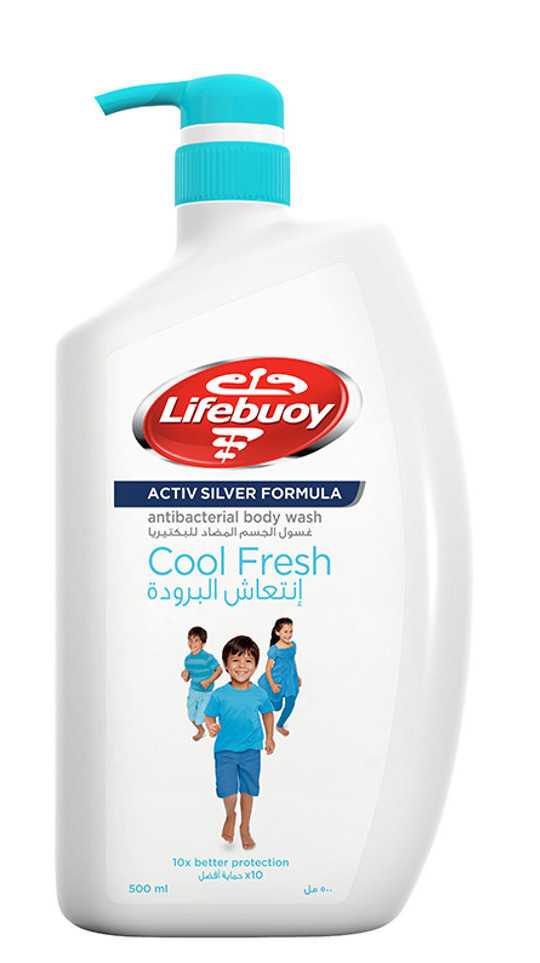 Lifebuoy
ACTIV SILVER FORMULA
antibacterial body wash
غسول الجسم المضاد للبكتيريا
Cool Fresh
إنتعاش البرودة
10x better protection
x10 حماية أفضل
500 ml
٥٠٠ مل